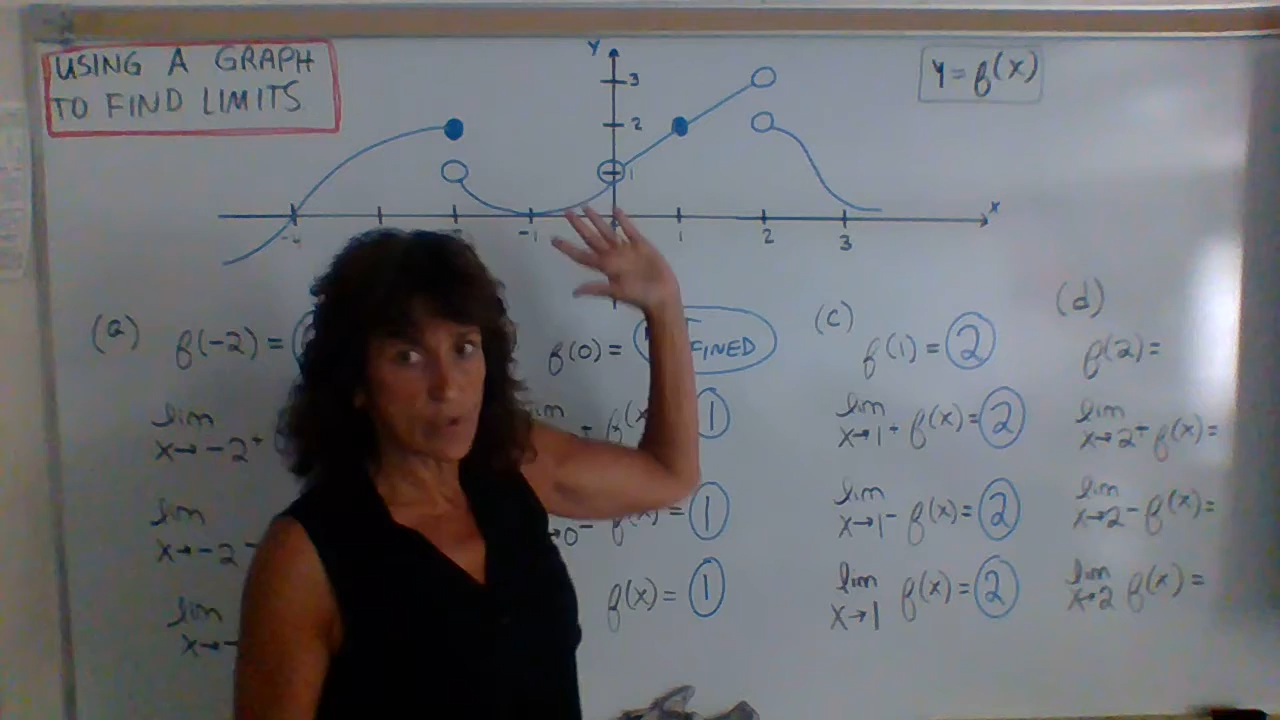 USING A GRAPH
TO FIND LIMITS
Y
3
2
1
y = f(x)
x
-4
-1
1
2
3
(a)
f(-2) =
lim
x→-2+
lim
x→-2-
lim
x→-
f(0) =
FINED
f(x) 1
→0- f(x) = 1
f(x) = 1
(c)
f(1) = 2
lim
x→1+ f(x) = 2
lim
x→1- f(x) = 2
lim
x→1 f(x) = 2
(d)
f(2) =
lim
x→2+ f(x) =
lim
x→2- f(x) =
lim
x→2 f(x) =